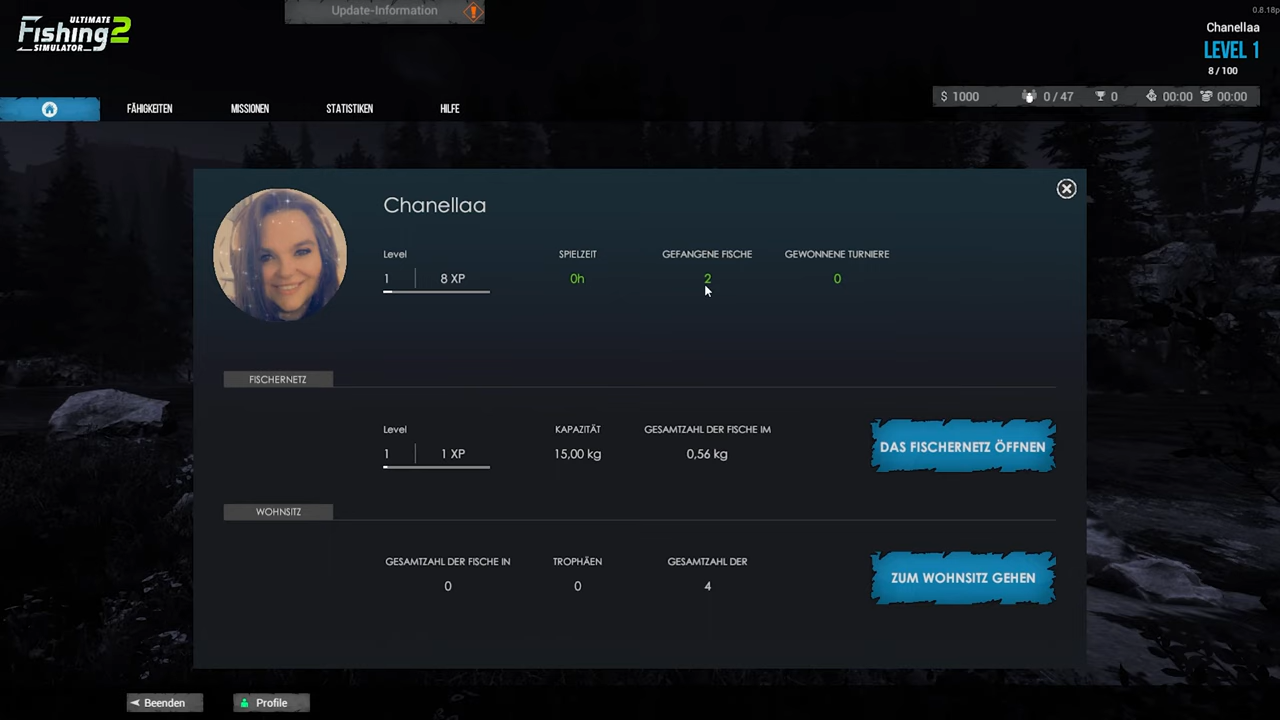 Update-Information
0.8.18p
ULTIMATE
Fishing 2
SIMULATOR
Chanellaa
LEVEL 1
8 / 100
FÄHIGKEITEN
MISSIONEN
STATISTIKEN
HILFE
$ 1000
0 / 47
0
00:00
00:00
Chanellaa
Level
SPIELZEIT
GEFANGENE FISCHE
GEWONNENE TURNIERE
1
8 XP
0h
2
0
FISCHERNETZ
Level
KAPAZITÄT
GESAMTZAHL DER FISCHE IM
1
1 XP
15,00 kg
0,56 kg
DAS FISCHERNETZ ÖFFNEN
WOHNSITZ
GESAMTZAHL DER FISCHE IN
TROPHÄEN
GESAMTZAHL DER
0
0
4
ZUM WOHNSITZ GEHEN
Beenden
Profile